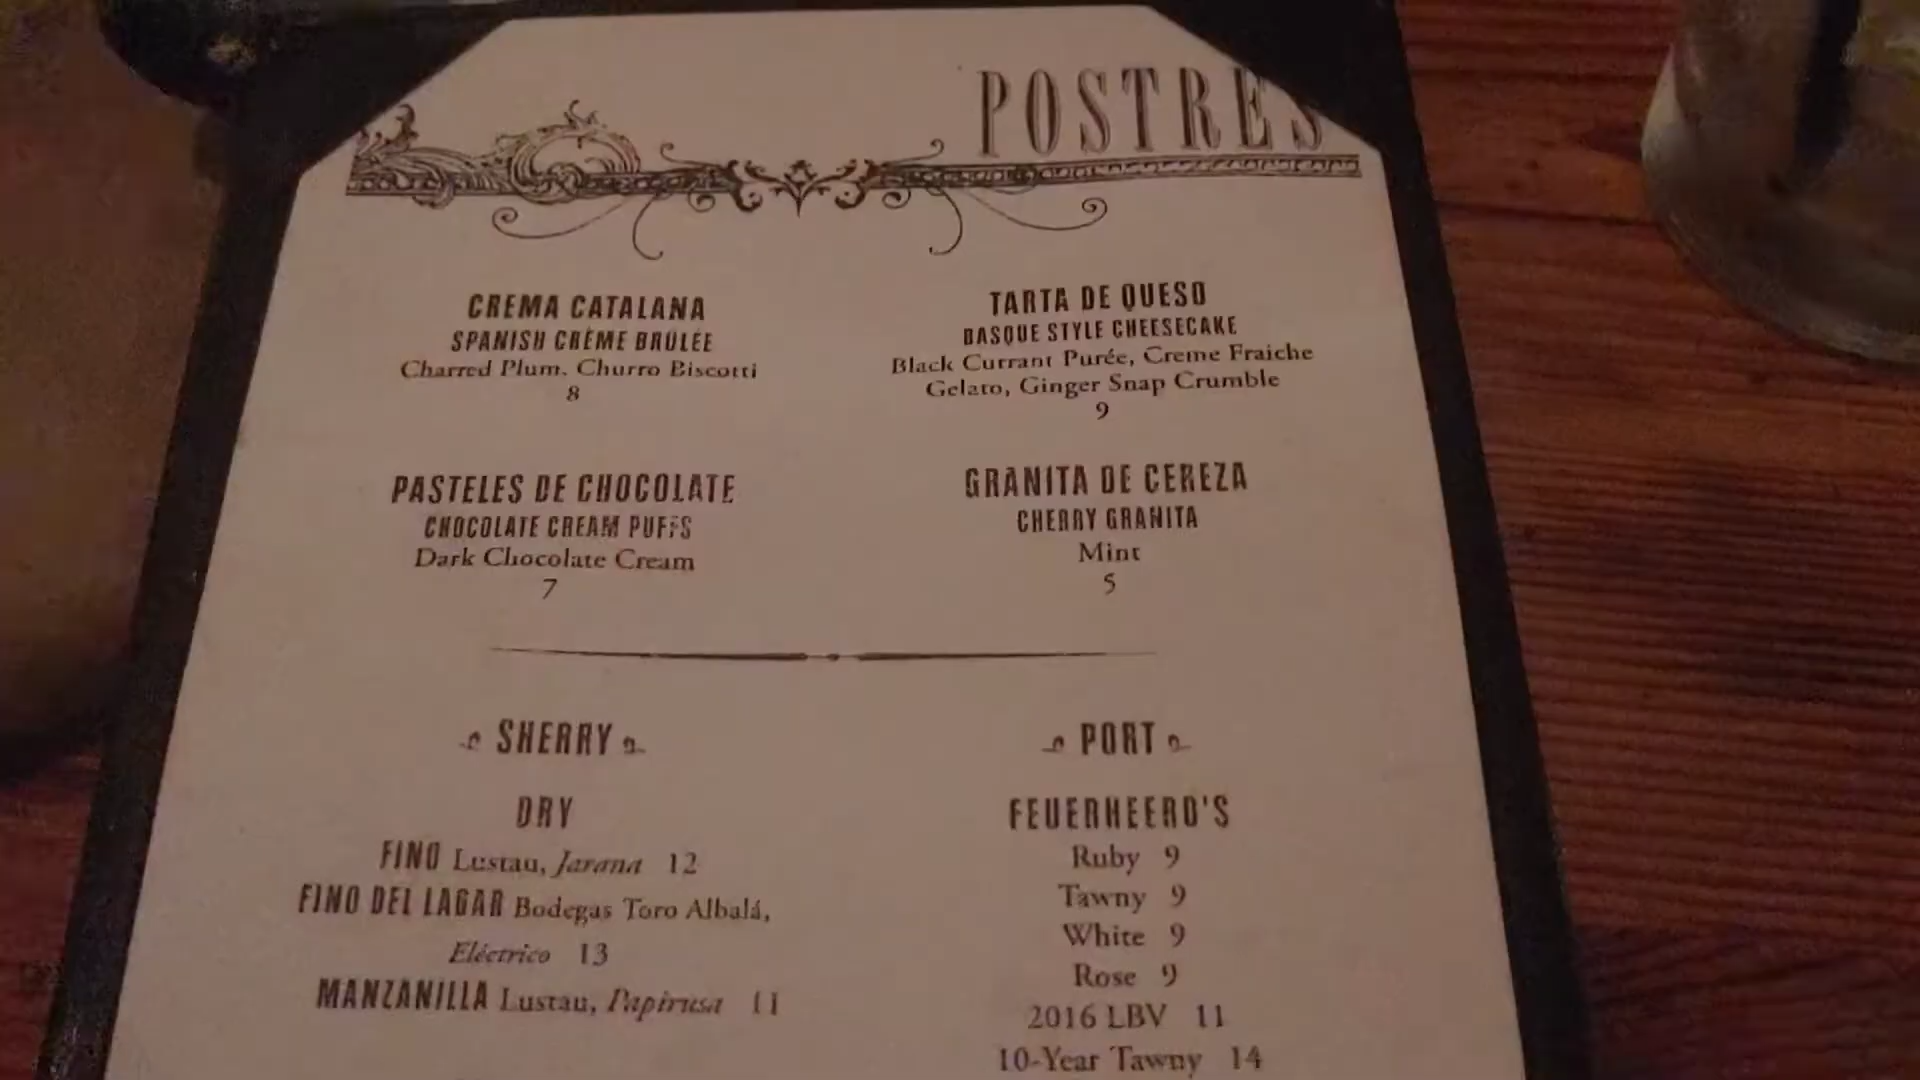 POSTRES
CREMA CATALANA
SPANISH CRÈME BRÛLÉE
Charred Plum, Churro Biscotti
8
TARTA DE QUESO
BASQUE STYLE CHEESECAKE
Black Currant Purée, Creme Fraiche
Gelato, Ginger Snap Crumble
9
PASTELES DE CHOCOLATE
CHOCOLATE CREAM PUFFS
Dark Chocolate Cream
7
GRANITA DE CEREZA
CHERRY GRANITA
Mint
5
SHERRY
DRY
FINO Lustau, Jarana 12
FINO DEL LAGAR Bodegas Toro Albalá,
Eléctrico 13
MANZANILLA Lustau, Papirusa 11
PORT
FEUERHEERD'S
Ruby 9
Tawny 9
White 9
Rose 9
2016 LBV 11
10-Year Tawny 14